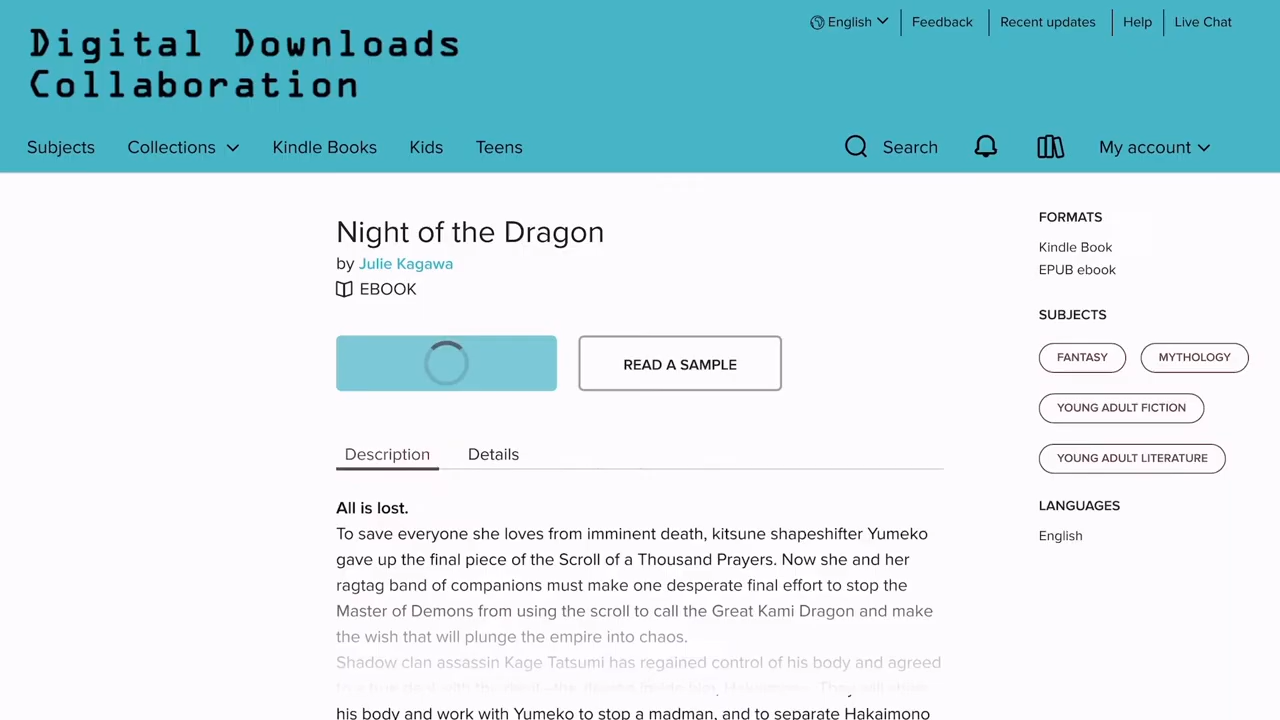 Digital Downloads
Collaboration
English
Feedback
Recent updates
Help
Live Chat
Subjects
Collections
Kindle Books
Kids
Teens
Search
My account
Night of the Dragon
by Julie Kagawa
EBOOK
READ A SAMPLE
Description
Details
All is lost.
To save everyone she loves from imminent death, kitsune shapeshifter Yumeko
gave up the final piece of the Scroll of a Thousand Prayers. Now she and her
ragtag band of companions must make one desperate final effort to stop the
Master of Demons from using the scroll to call the Great Kami Dragon and make
the wish that will plunge the empire into chaos.
Shadow clan assassin Kage Tatsumi has regained control of his body and agreed
his body and work with Yumeko to stop a madman, and to separate Hakaimono
FORMATS
Kindle Book
EPUB ebook
SUBJECTS
FANTASY
MYTHOLOGY
YOUNG ADULT FICTION
YOUNG ADULT LITERATURE
LANGUAGES
English